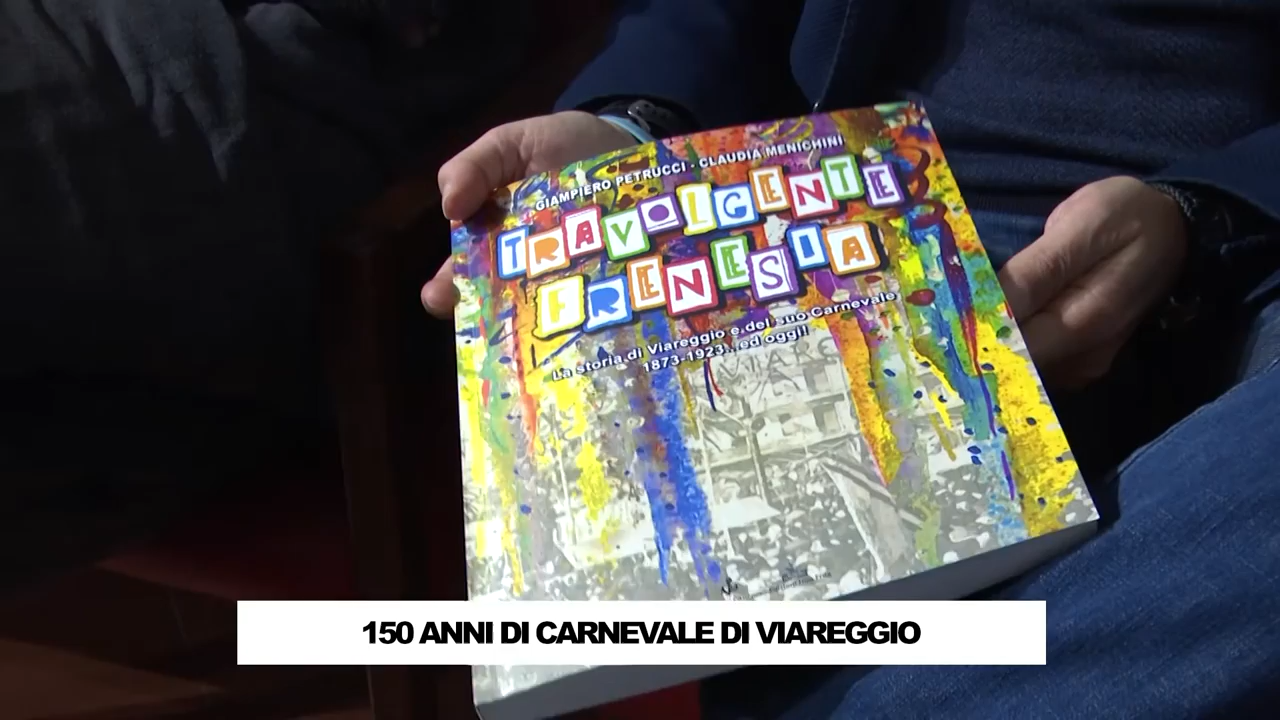 GIAMPIERO PETRUCCI - CLAUDIA MENICHINI
TRAVOLGENTE
FRENESIA
La storia di Viareggio e del suo Carnevale
1873-1923...ed oggi!
150 ANNI DI CARNEVALE DI VIAREGGIO